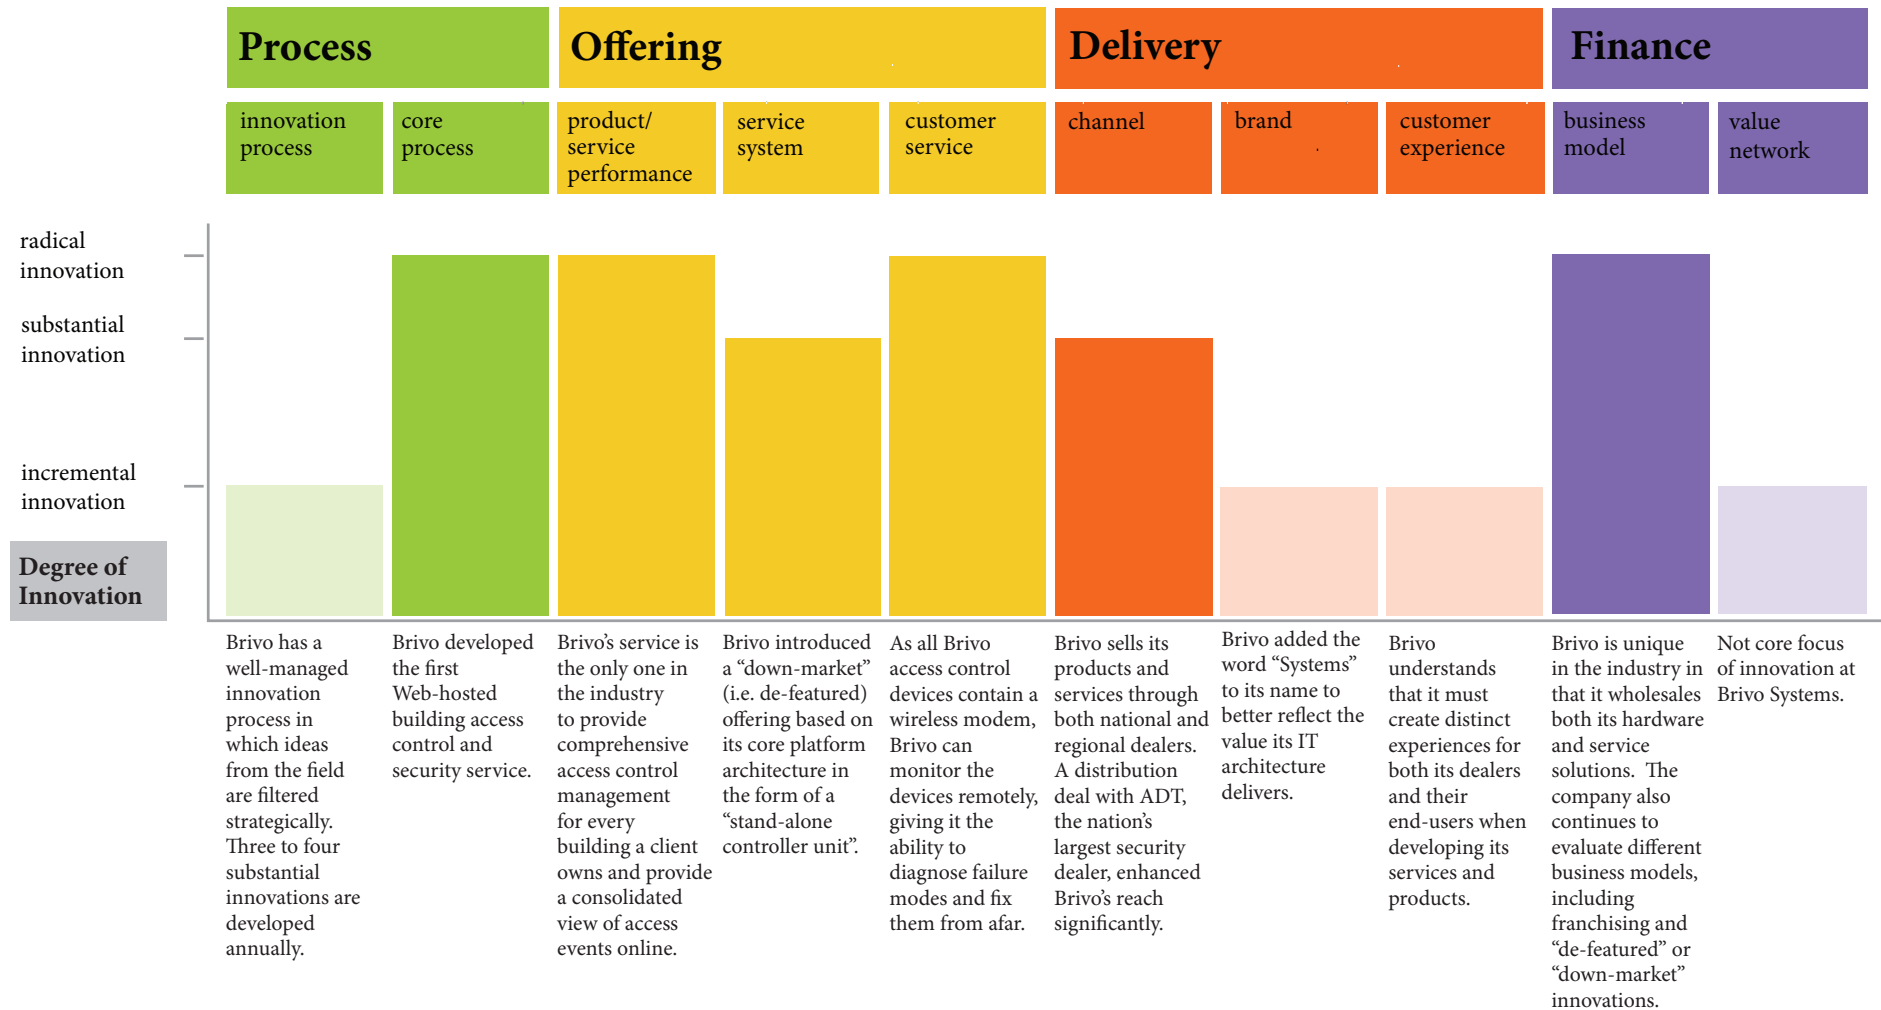 Process
Offering
Delivery
Finance
innovation
process
core
process
product/
service
performance
service
system
customer
service
channel
brand
customer
experience
business
model
value
network
radical
innovation
substantial
innovation
incremental
innovation
Degree of
Innovation
Brivo has a
well-managed
innovation
process in
which ideas
from the field
are filtered
strategically.
Three to four
substantial
innovations are
developed
annually.
Brivo developed
the first
Web-hosted
building access
control and
security service.
Brivo’s service is
the only one in
the industry
to provide
comprehensive
access control
management
for every
building a client
owns and provide
a consolidated
view of access
events online.
Brivo introduced
a “down-market”
(i.e. de-featured)
offering based on
its core platform
architecture in
the form of a
“stand-alone
controller unit”.
As all Brivo
access control
devices contain a
wireless modem,
Brivo can
monitor the
devices remotely,
giving it the
ability to
diagnose failure
modes and fix
them from afar.
Brivo sells its
products and
services through
both national and
regional dealers.
A distribution
deal with ADT,
the nation’s
largest security
dealer, enhanced
Brivo’s reach
significantly.
Brivo added the
word “Systems”
to its name to
better reflect the
value its IT
architecture
delivers.
Brivo
understands
that it must
create distinct
experiences for
both its dealers
and their
end-users when
developing its
services and
products.
Brivo is unique
in the industry in
that it wholesales
both its hardware
and service
solutions.  The
company also
continues to
evaluate different
business models,
including
franchising and
“de-featured” or
“down-market”
innovations.
Not core focus
of innovation at
Brivo Systems.